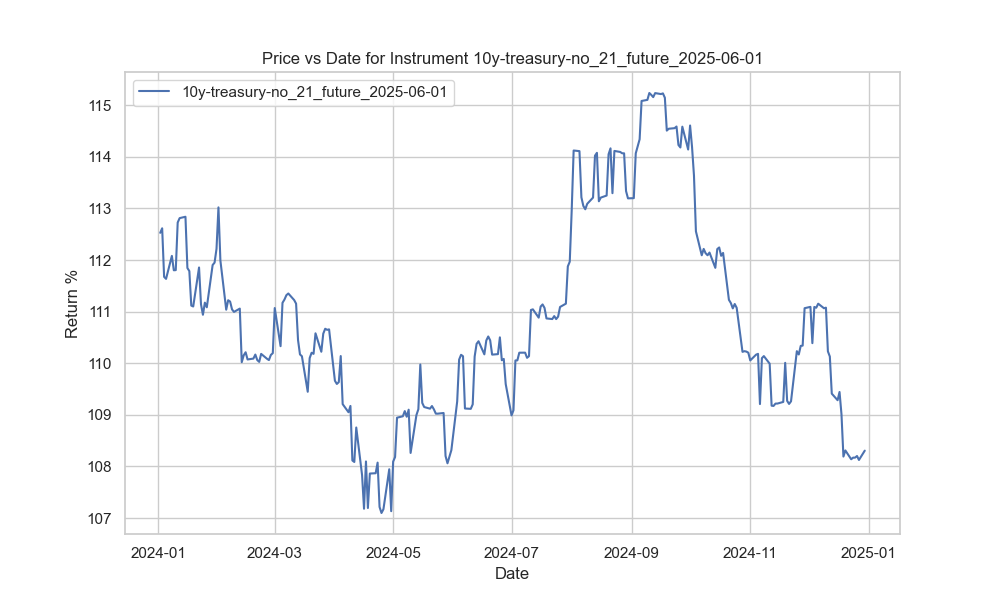 Price vs Date for Instrument 10y-treasury-no_21_future_2025-06-01
10y-treasury-no_21_future_2025-06-01
115
114
113
112
111
110
109
108
107
Return %
2024-01 2024-03 2024-05 2024-07 2024-09 2024-11 2025-01
Date